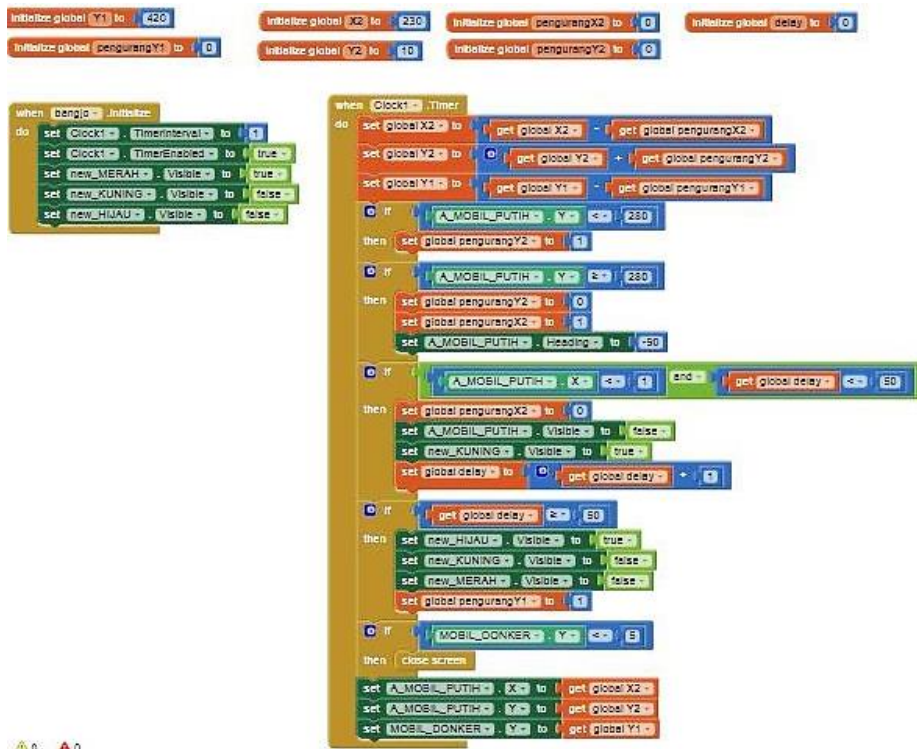 initialize global Y1 to 420
initialize global X2 to 230
initialize global pengurangX2 to 0
initialize global delay to 0
initialize global pengurangY1 to 0
initialize global Y2 to 10
initialize global pengurangY2 to 0
when bangjo .Initialize
do set Clock1 . TimerInterval to 1
set Clock1 . TimerEnabled to true
set new_MERAH . Visible to true
set new_KUNING . Visible to false
set new_HIJAU . Visible to false
when Clock1 .Timer
do set global X2 to get global X2 - get global pengurangX2
set global Y2 to get global Y2 + get global pengurangY2
set global Y1 to get global Y1 - get global pengurangY1
if A_MOBIL_PUTIH . Y < 280
then set global pengurangY2 to 1
if A_MOBIL_PUTIH . Y ≥ 280
then set global pengurangY2 to 0
set global pengurangX2 to 1
set A_MOBIL_PUTIH . Heading to -90
if A_MOBIL_PUTIH . X < 1 and get global delay < 50
then set global pengurangX2 to 0
set A_MOBIL_PUTIH . Visible to false
set new_KUNING . Visible to true
set global delay to get global delay + 1
if get global delay ≥ 50
then set new_HIJAU . Visible to true
set new_KUNING . Visible to false
set new_MERAH . Visible to false
set global pengurangY1 to 1
if MOBIL_DONKER . Y < 5
then close screen
set A_MOBIL_PUTIH . X to get global X2
set A_MOBIL_PUTIH . Y to get global Y2
set MOBIL_DONKER . Y to get global Y1
0 0